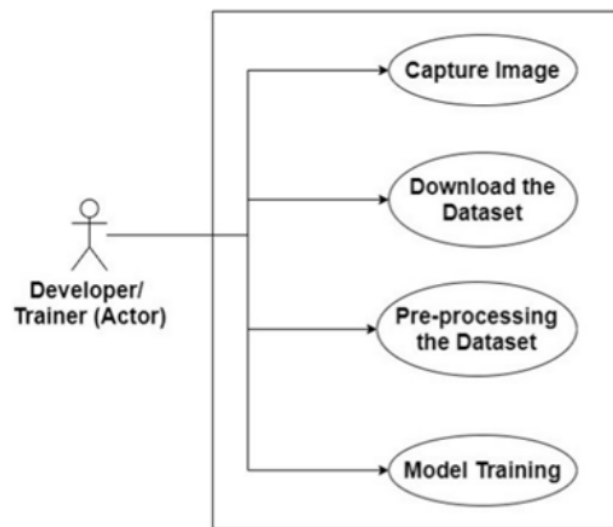 Capture Image
Download the
Dataset
Developer/
Trainer (Actor)
Pre-processing
the Dataset
Model Training